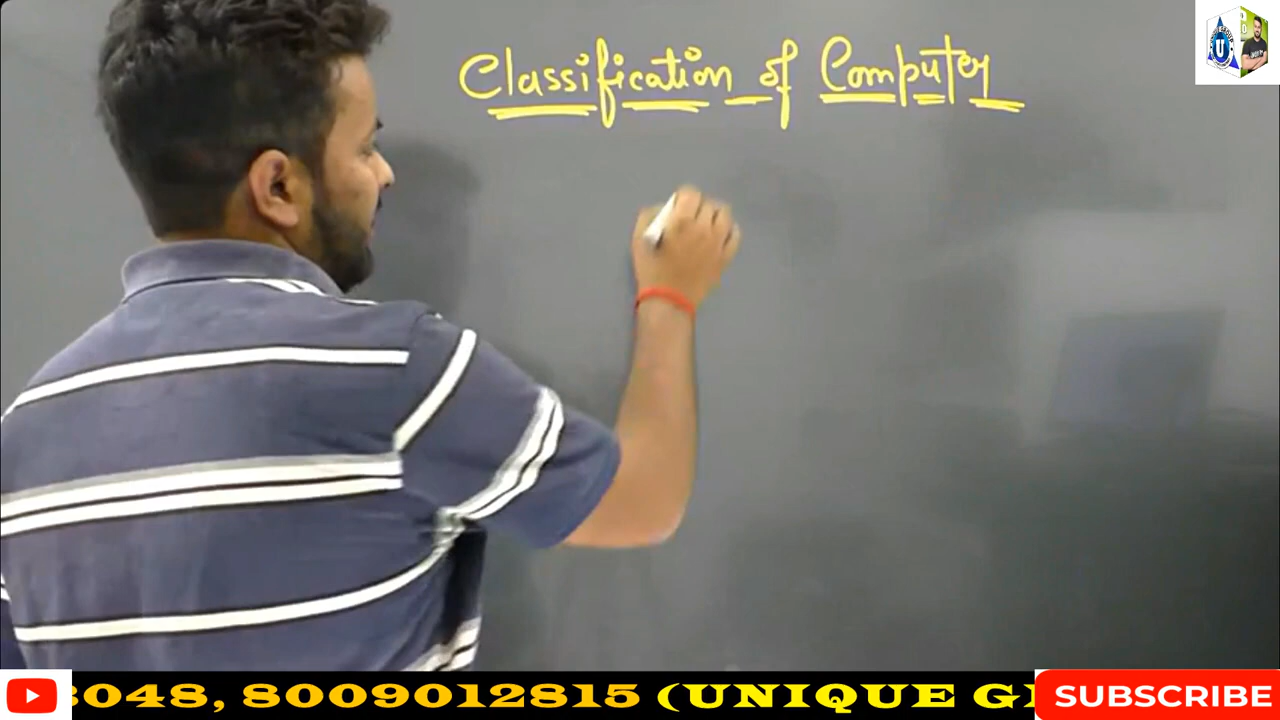 Classification of Computer
8048, 8009012815 (UNIQUE G
SUBSCRIBE
U